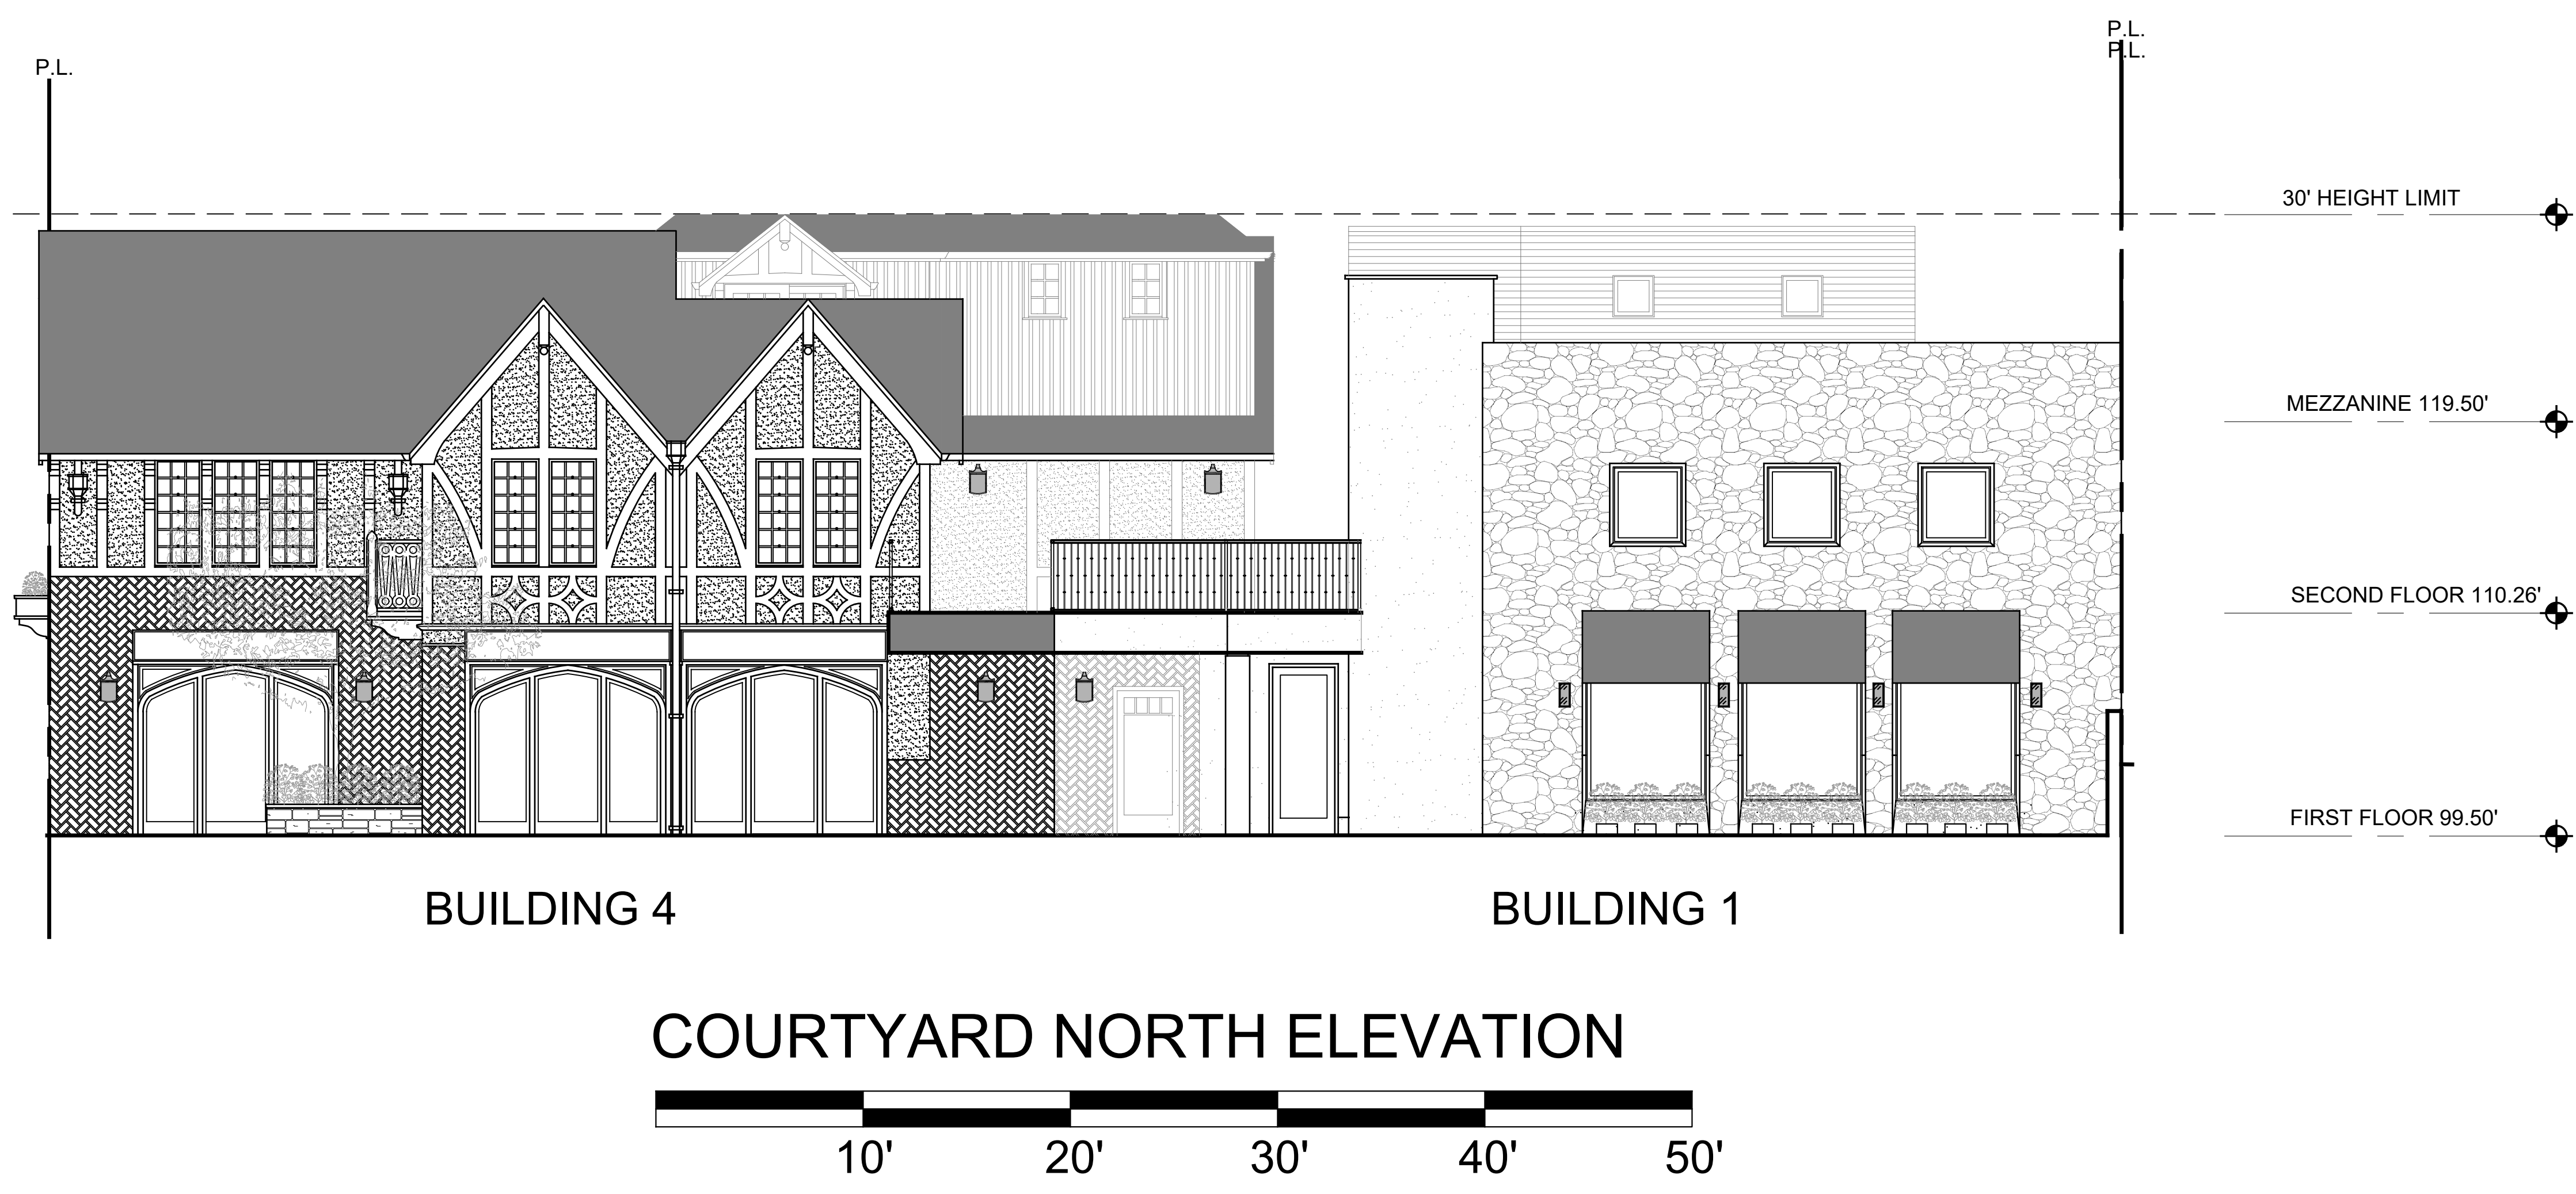 P.L.
P.L.
P.L.
30' HEIGHT LIMIT
MEZZANINE 119.50'
SECOND FLOOR 110.26'
FIRST FLOOR 99.50'
BUILDING 4
BUILDING 1
COURTYARD NORTH ELEVATION
10' 20' 30' 40' 50'